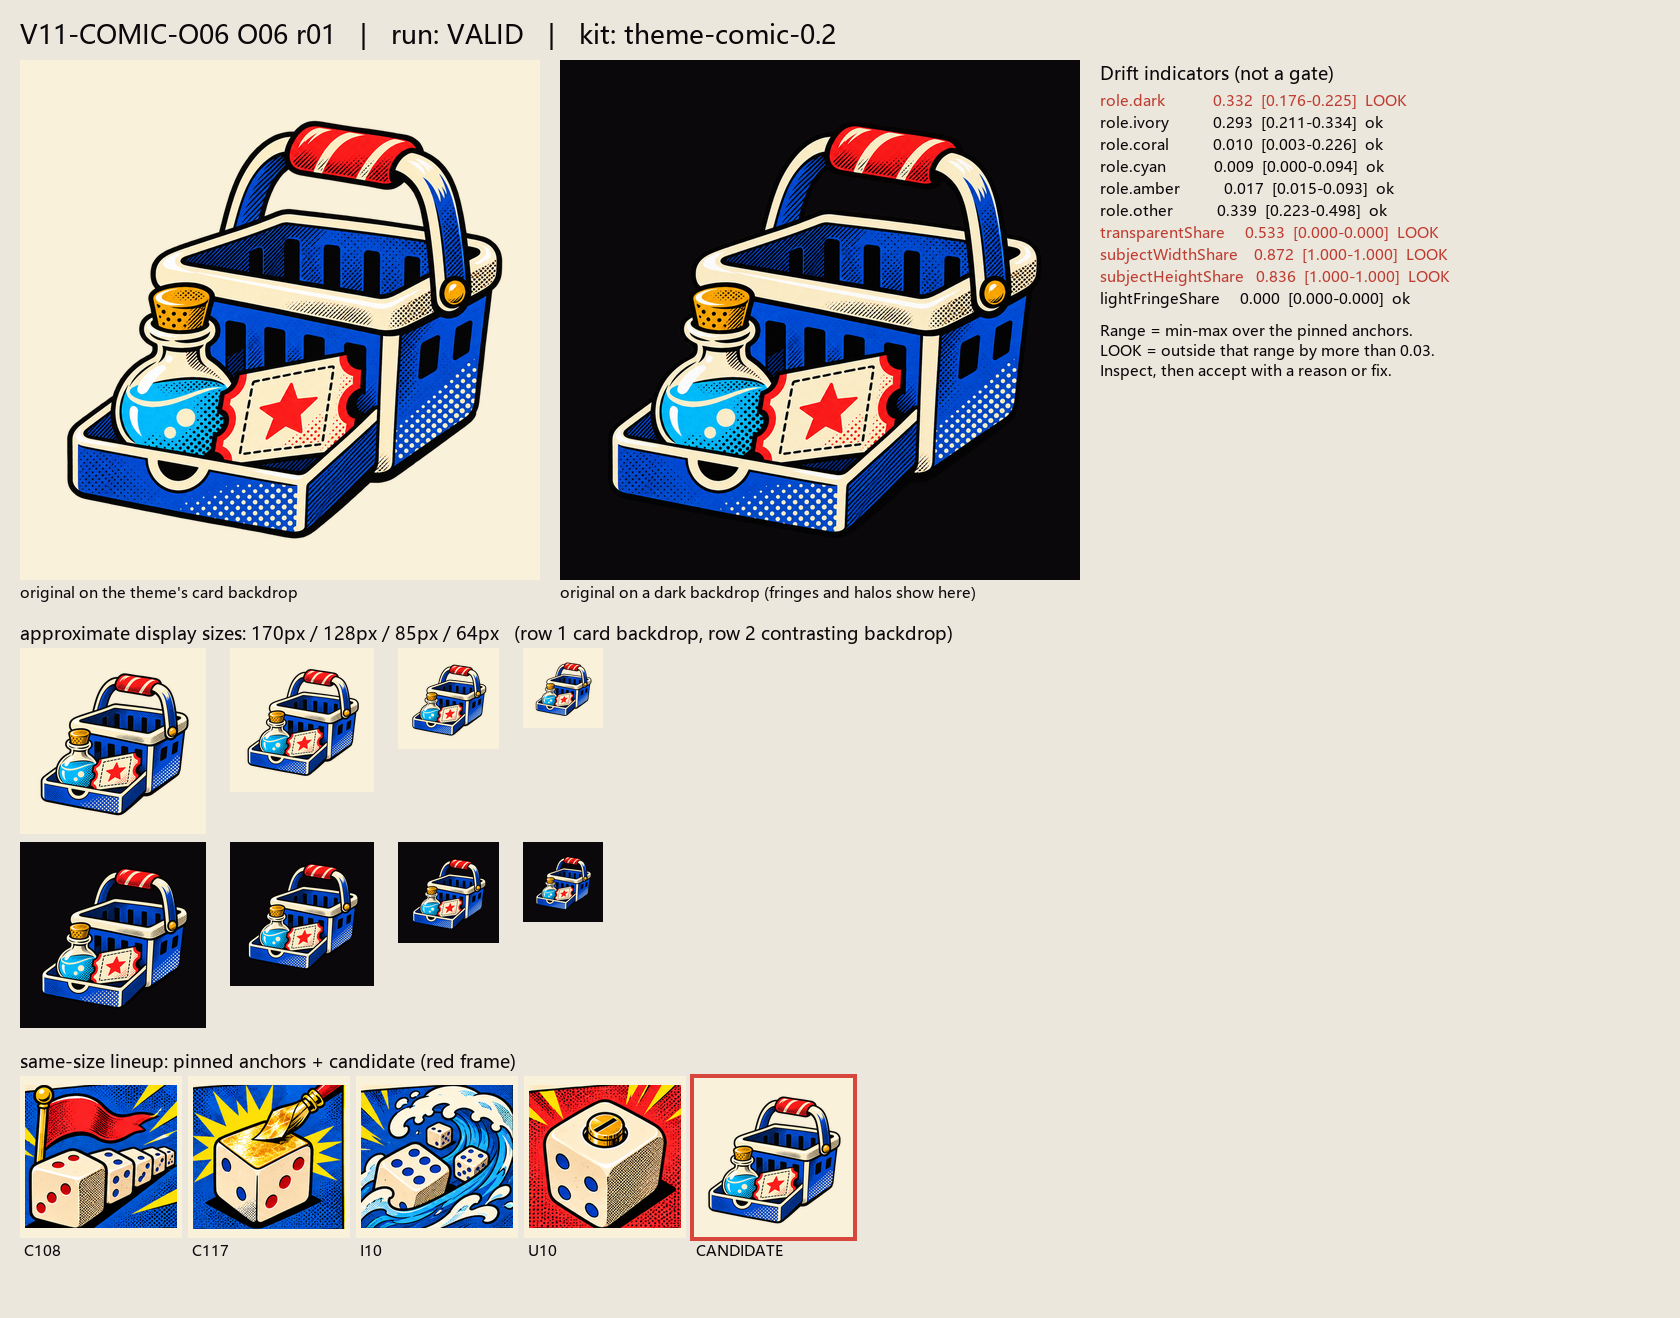 V11-COMIC-O06 O06 r01   |   run: VALID   |   kit: theme-comic-0.2
Drift indicators (not a gate)
role.dark 0.332 [0.176-0.225] LOOK
role.ivory 0.293 [0.211-0.334] ok
role.coral 0.010 [0.003-0.226] ok
role.cyan 0.009 [0.000-0.094] ok
role.amber 0.017 [0.015-0.093] ok
role.other 0.339 [0.223-0.498] ok
transparentShare 0.533 [0.000-0.000] LOOK
subjectWidthShare 0.872 [1.000-1.000] LOOK
subjectHeightShare 0.836 [1.000-1.000] LOOK
lightFringeShare 0.000 [0.000-0.000] ok
Range = min-max over the pinned anchors.
LOOK = outside that range by more than 0.03.
Inspect, then accept with a reason or fix.
original on the theme's card backdrop
original on a dark backdrop (fringes and halos show here)
approximate display sizes: 170px / 128px / 85px / 64px   (row 1 card backdrop, row 2 contrasting backdrop)
same-size lineup: pinned anchors + candidate (red frame)
C108
C117
I10
U10
CANDIDATE